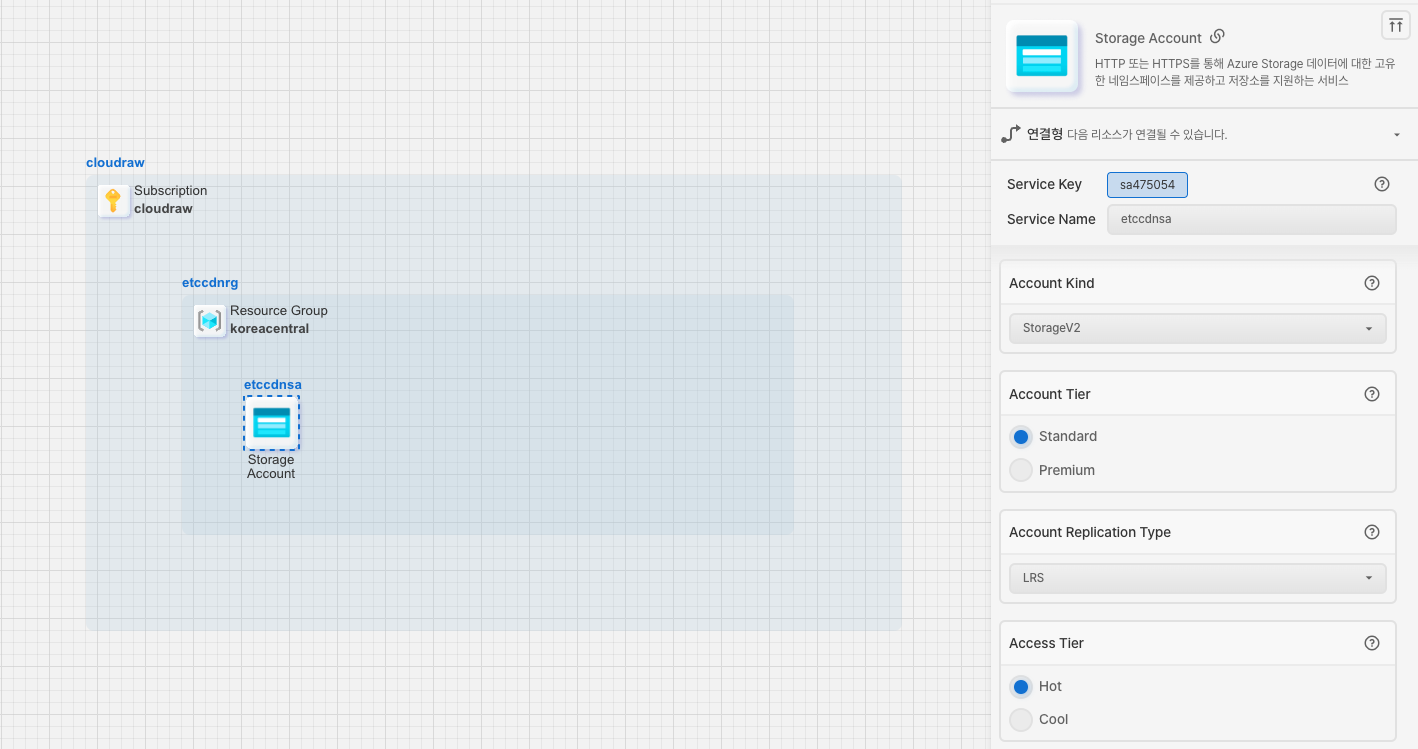 cloudraw
Subscription
cloudraw
etccdnrg
Resource Group
koreacentral
etccdnsa
Storage
Account
Storage Account
HTTP 또는 HTTPS를 통해 Azure Storage 데이터에 대한 고유
한 네임스페이스를 제공하고 저장소를 지원하는 서비스
연결형 다음 리소스가 연결될 수 있습니다.
Service Key sa475054
Service Name etccdnsa
Account Kind
StorageV2
Account Tier
Standard
Premium
Account Replication Type
LRS
Access Tier
Hot
Cool